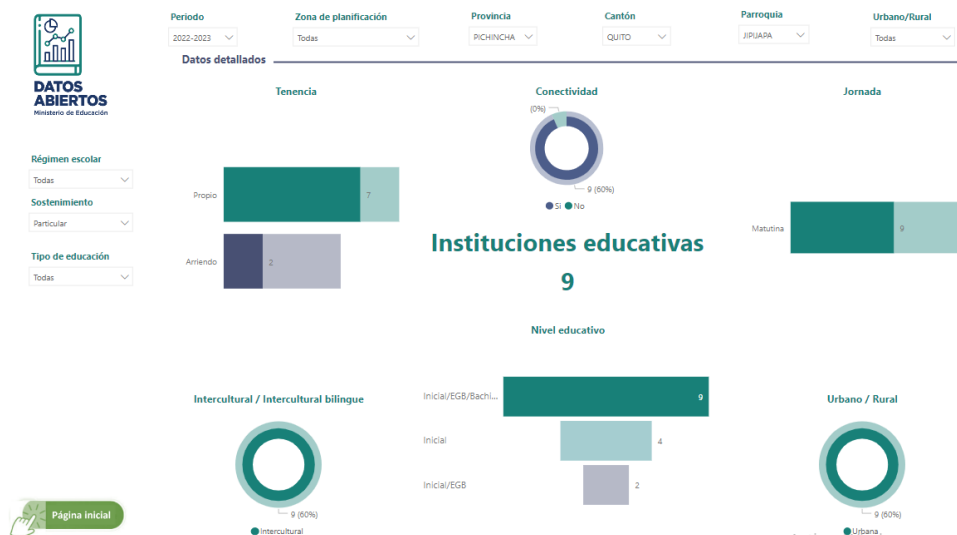 Periodo
Zona de planificación
Provincia
Cantón
Parroquia
Urbano/Rural
2022-2023
Todas
PICHINCHA
QUITO
JIPIJAPA
Todas
Datos detallados
DATOS
ABIERTOS
Ministerio de Educación
Régimen escolar
Todas
Sostenimiento
Particular
Tipo de educación
Todas
Tenencia
Propio
7
Arriendo
2
Conectividad
(0%)
9 (60%)
Si
No
Jornada
Matutina
9
Instituciones educativas
9
Nivel educativo
Inicial/EGB/Bachi...
9
Inicial
4
Inicial/EGB
2
Intercultural / Intercultural bilingue
9 (60%)
Intercultural
Urbano / Rural
9 (60%)
Urbana
Página inicial